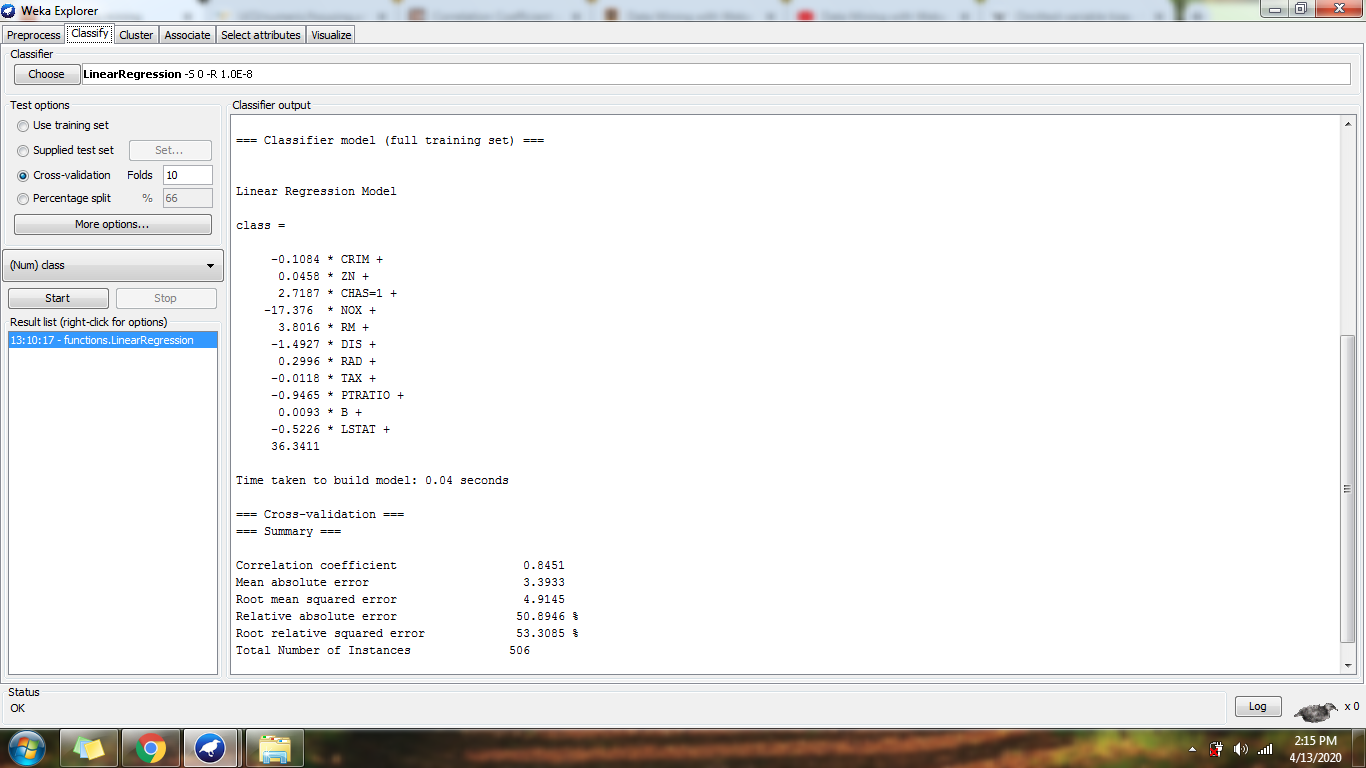 Weka Explorer
Preprocess Classify Cluster Associate Select attributes Visualize
Classifier
Choose LinearRegression -S 0 -R 1.0E-8
Test options
Use training set
Supplied test set Set...
Cross-validation Folds 10
Percentage split % 66
More options...
(Num) class
Start Stop
Result list (right-click for options)
13:10:17 - functions.LinearRegression
Classifier output
=== Classifier model (full training set) ===
Linear Regression Model
class =
-0.1084 * CRIM +
0.0458 * ZN +
2.7187 * CHAS=1 +
-17.376 * NOX +
3.8016 * RM +
-1.4927 * DIS +
0.2996 * RAD +
-0.0118 * TAX +
-0.9465 * PTRATIO +
0.0093 * B +
-0.5226 * LSTAT +
36.3411
Time taken to build model: 0.04 seconds
=== Cross-validation ===
=== Summary ===
Correlation coefficient 0.8451
Mean absolute error 3.3933
Root mean squared error 4.9145
Relative absolute error 50.8946 %
Root relative squared error 53.3085 %
Total Number of Instances 506
Status
OK
Log x 0
2:15 PM
4/13/2020